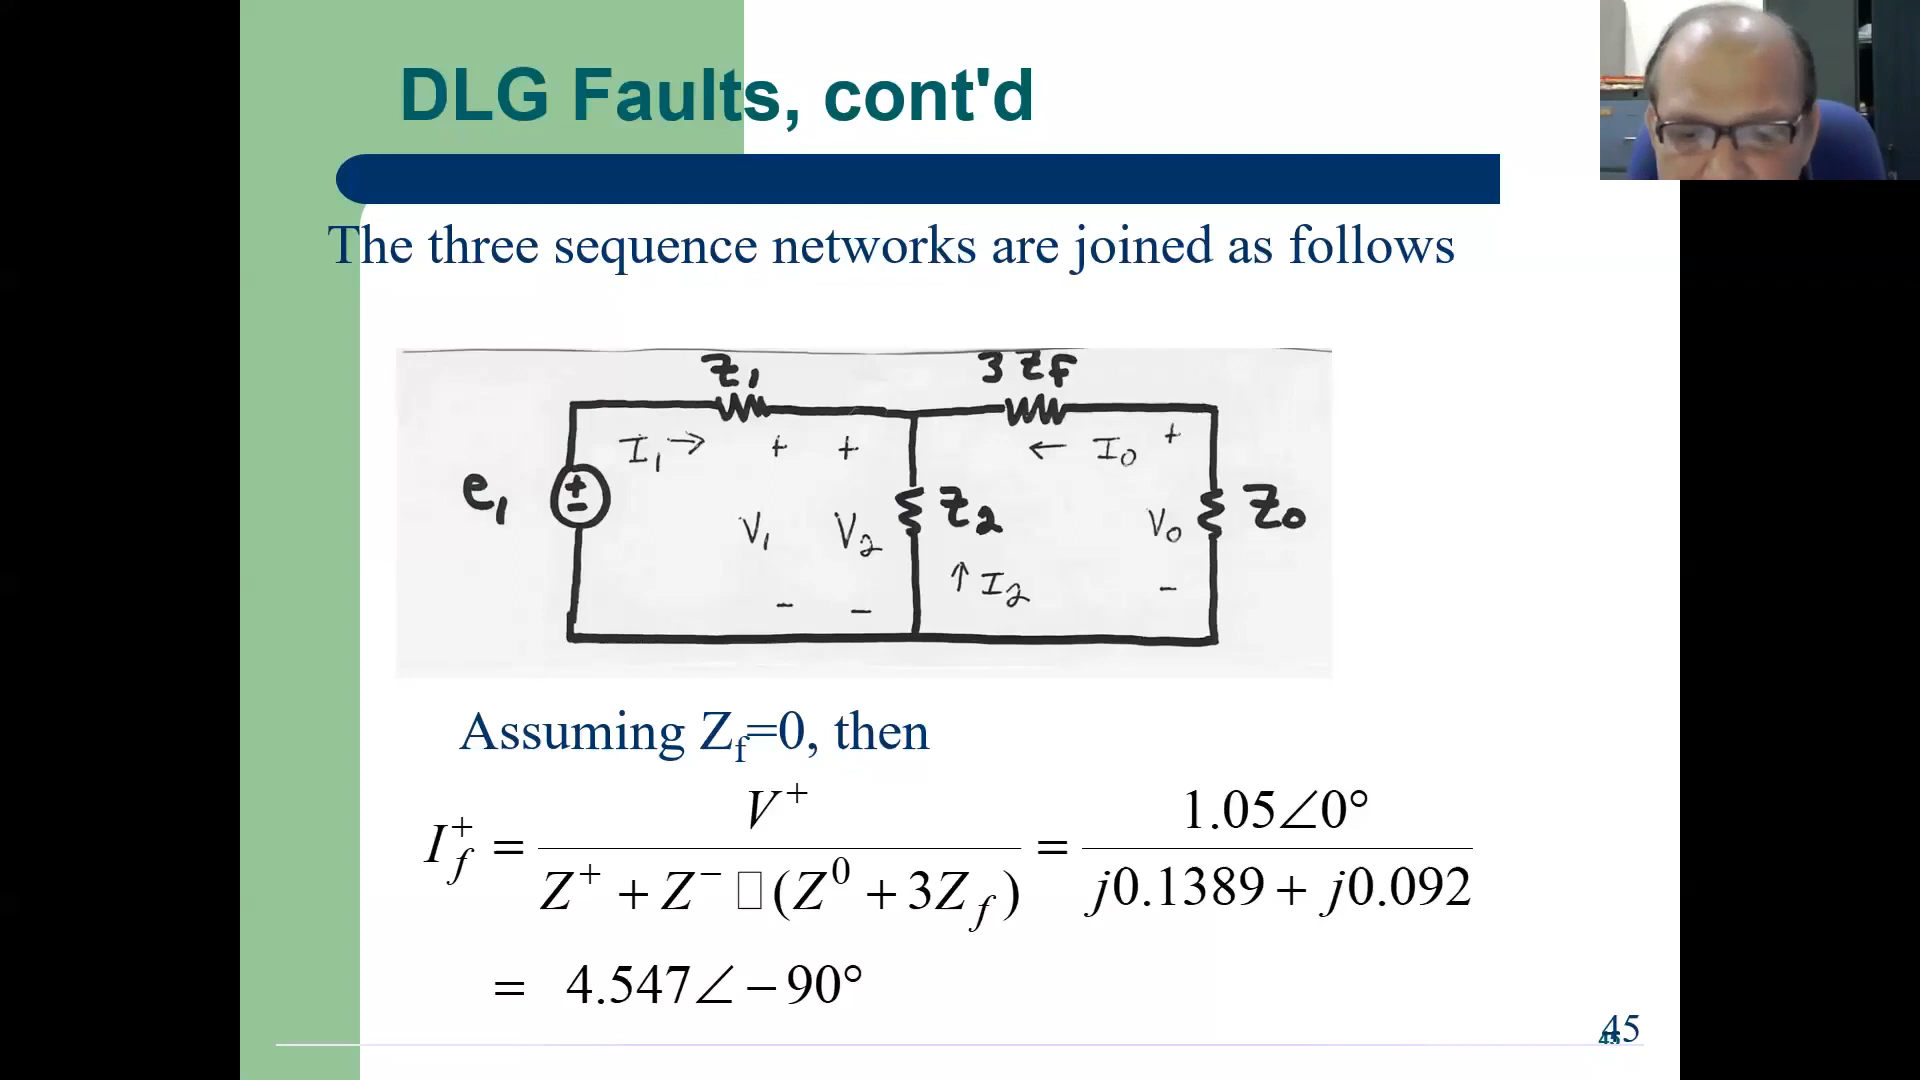 DLG Faults, cont'd
The three sequence networks are joined as follows
Z1 3Zf
I1 → + + ← I0 +
e1 + − V1 V2 Z2 V0 Z0
↑ I2
− − −
Assuming Zf=0, then
I_f^+ = V^+ / (Z^+ + Z^− □ (Z^0 + 3Z_f)) = 1.05∠0° / (j0.1389 + j0.092)
= 4.547∠−90°
45
45